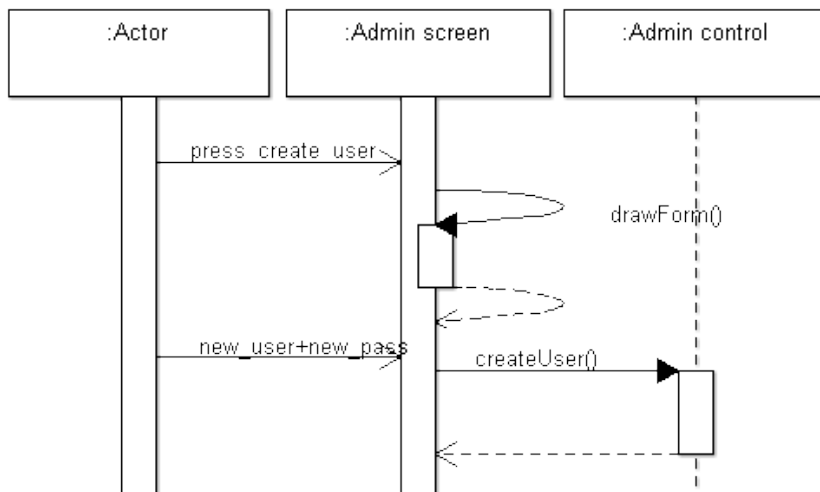 :Actor
:Admin screen
:Admin control
press_create_user
drawForm()
new_user+new_pass
createUser()